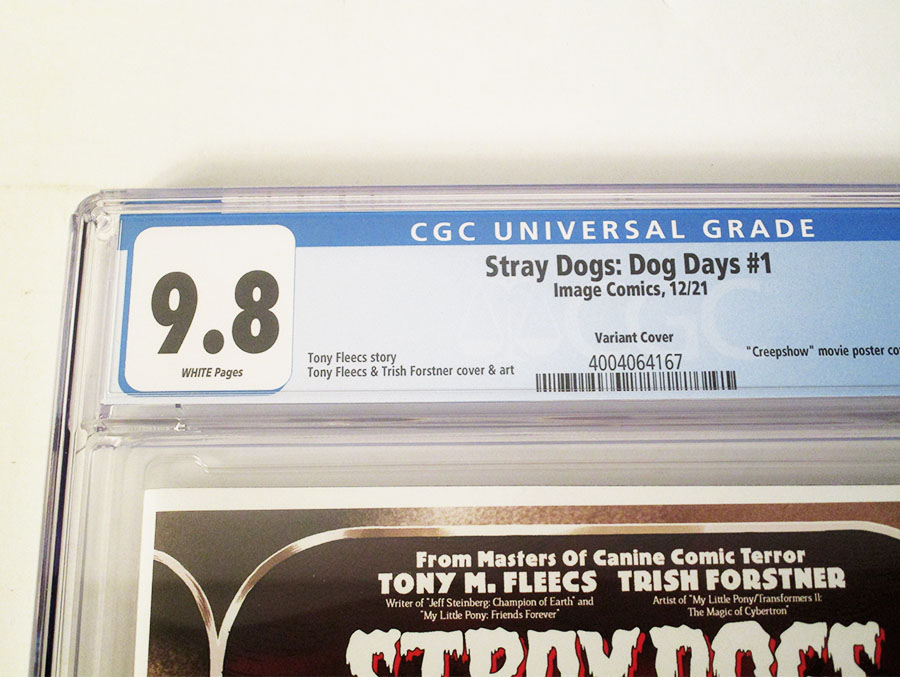 CGC UNIVERSAL GRADE
9.8
WHITE Pages
Stray Dogs: Dog Days #1
Image Comics, 12/21
Variant Cover
4004064167
Tony Fleecs story
Tony Fleecs & Trish Forstner cover & art
"Creepshow" movie poster
CGC
From Masters Of Canine Comic Terror
TONY M. FLEECS TRISH FORSTNER
Writer of "Jeff Steinberg: Champion of Earth" and
"My Little Pony: Friends Forever"
Artist of "My Little Pony/Transformers II:
The Magic of Cybertron"
STRAY DOGS